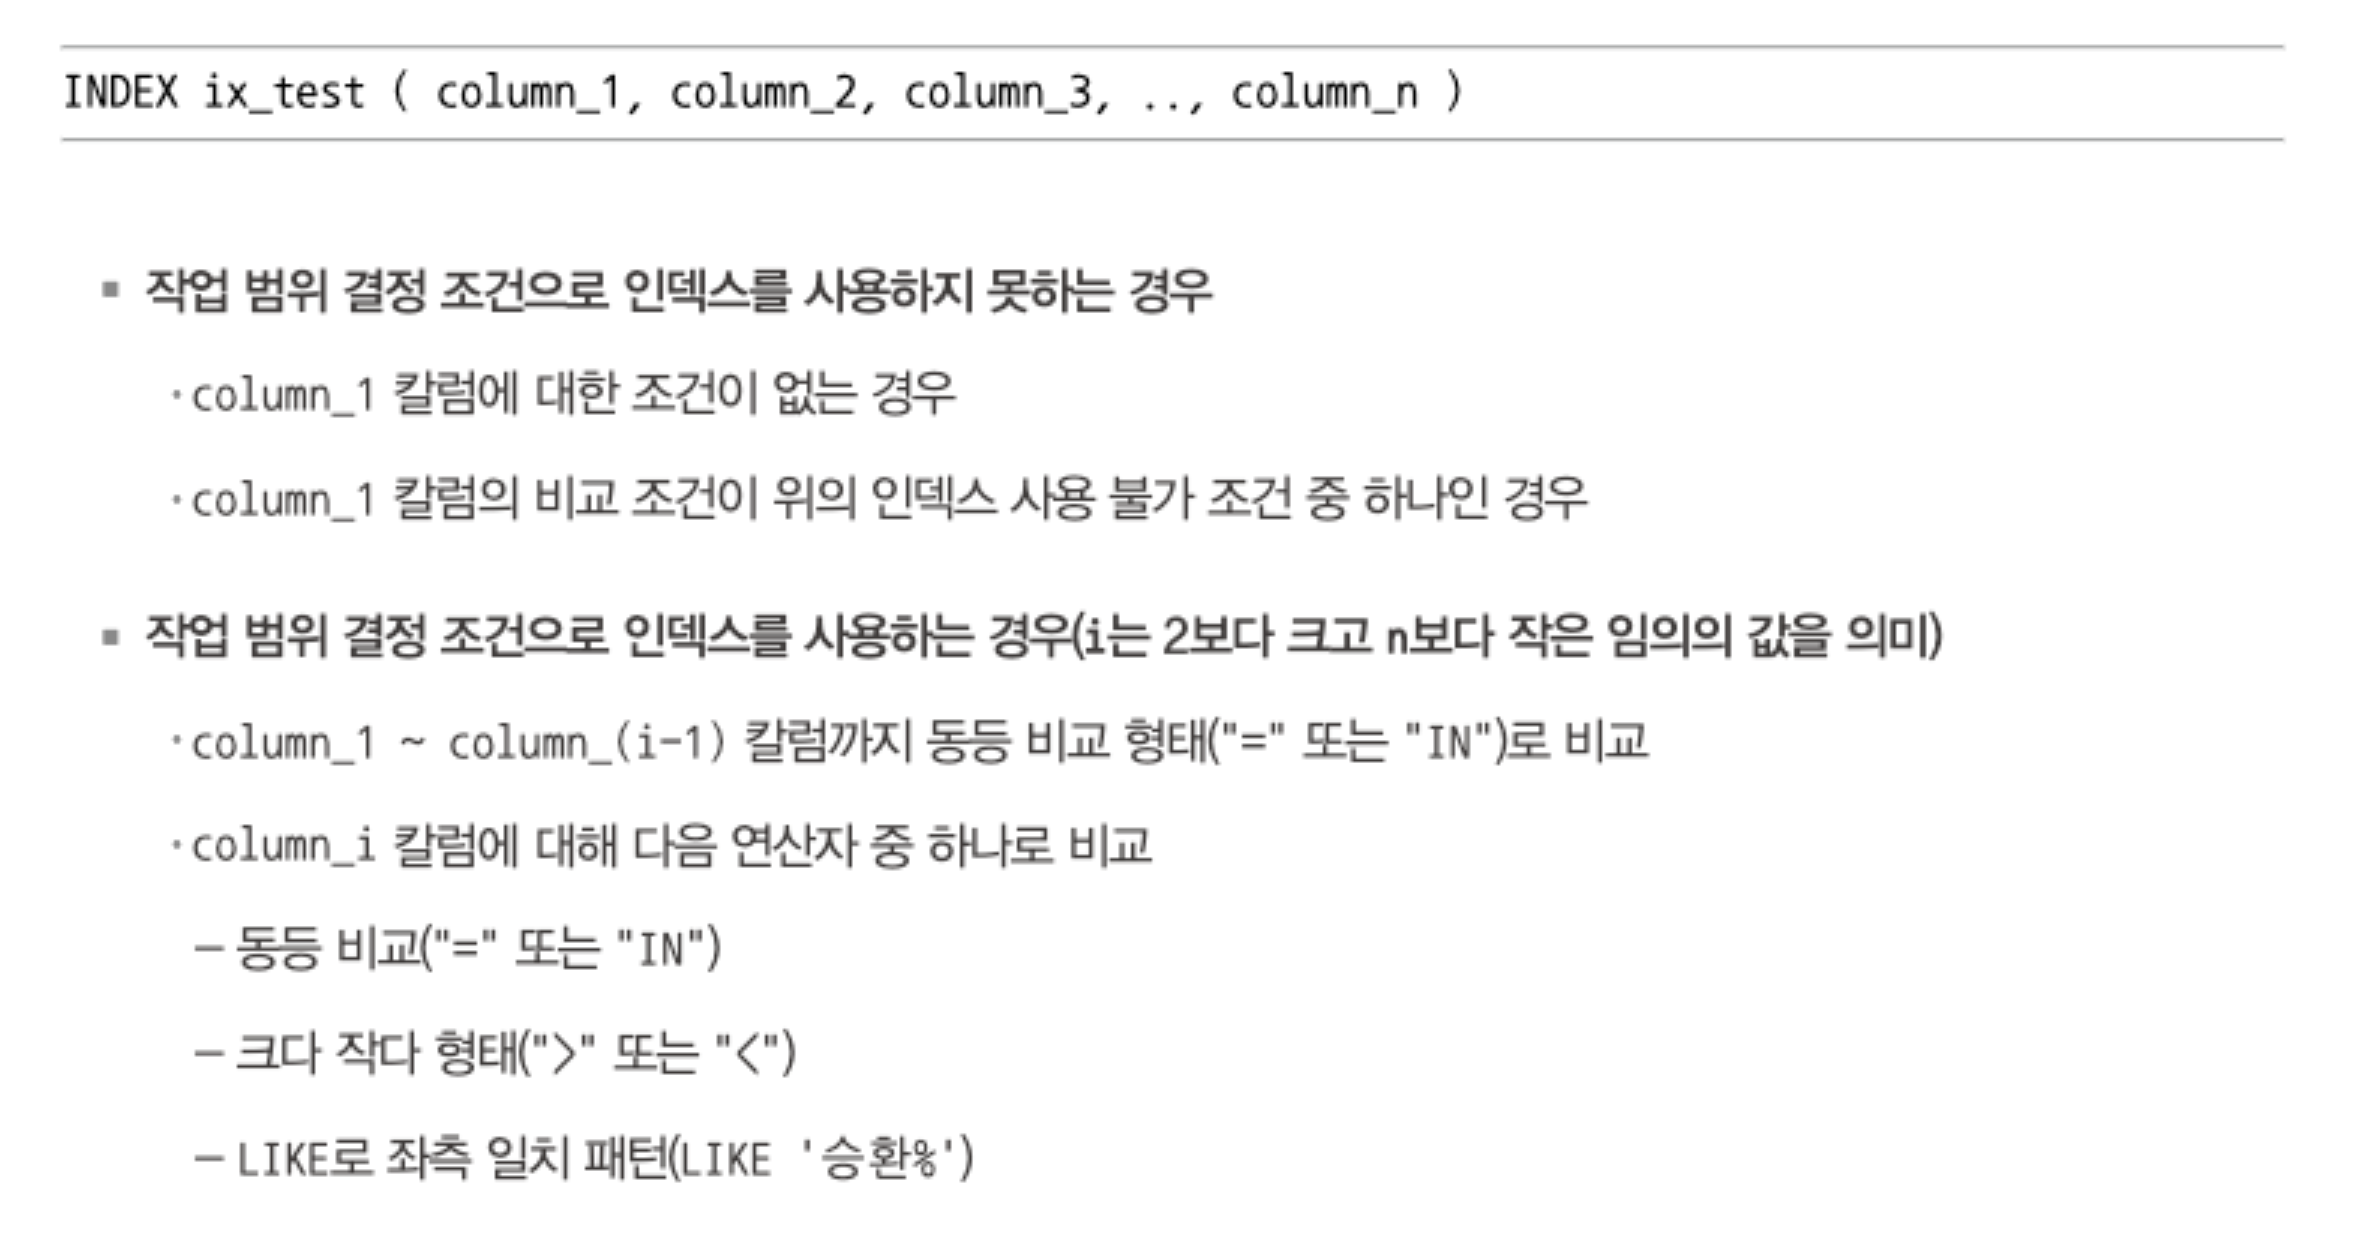 INDEX ix_test ( column_1, column_2, column_3, .., column_n )
▪ 작업 범위 결정 조건으로 인덱스를 사용하지 못하는 경우
·column_1 칼럼에 대한 조건이 없는 경우
·column_1 칼럼의 비교 조건이 위의 인덱스 사용 불가 조건 중 하나인 경우
▪ 작업 범위 결정 조건으로 인덱스를 사용하는 경우(i는 2보다 크고 n보다 작은 임의의 값을 의미)
·column_1 ~ column_(i-1) 칼럼까지 동등 비교 형태("=" 또는 "IN")로 비교
·column_i 칼럼에 대해 다음 연산자 중 하나로 비교
– 동등 비교("=" 또는 "IN")
– 크다 작다 형태(">" 또는 "<")
– LIKE로 좌측 일치 패턴(LIKE '승환%')